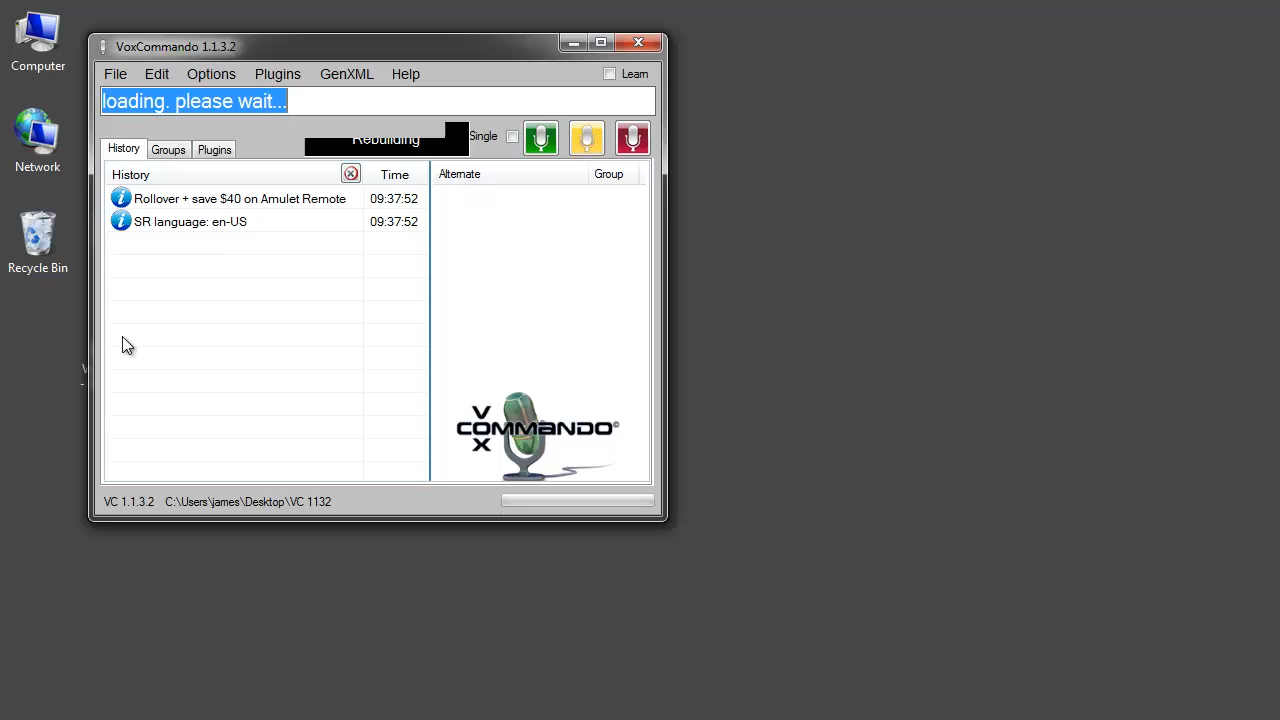 Computer
Network
Recycle Bin
VoxCommando 1.1.3.2
File Edit Options Plugins GenXML Help
Learn
loading. please wait...
Rebuilding
Single
History Groups Plugins
History Time
Rollover + save $40 on Amulet Remote 09:37:52
SR language: en-US 09:37:52
Alternate Group
VOX
COMMANDO©
VC 1.1.3.2 C:\Users\james\Desktop\VC 1132